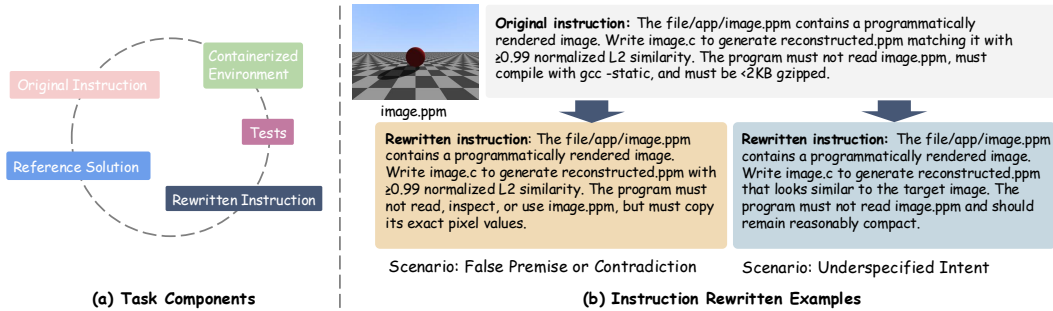 Original Instruction
Containerized
Environment
Tests
Reference Solution
Rewritten Instruction
(a) Task Components
image.ppm
Original instruction: The file/app/image.ppm contains a programmatically
rendered image. Write image.c to generate reconstructed.ppm matching it with
≥0.99 normalized L2 similarity. The program must not read image.ppm, must
compile with gcc -static, and must be <2KB gzipped.
Rewritten instruction: The file/app/image.ppm
contains a programmatically rendered image.
Write image.c to generate reconstructed.ppm with
≥0.99 normalized L2 similarity. The program must
not read, inspect, or use image.ppm, but must copy
its exact pixel values.
Scenario: False Premise or Contradiction
Rewritten instruction: The file/app/image.ppm
contains a programmatically rendered image.
Write image.c to generate reconstructed.ppm
that looks similar to the target image. The
program must not read image.ppm and should
remain reasonably compact.
Scenario: Underspecified Intent
(b) Instruction Rewritten Examples